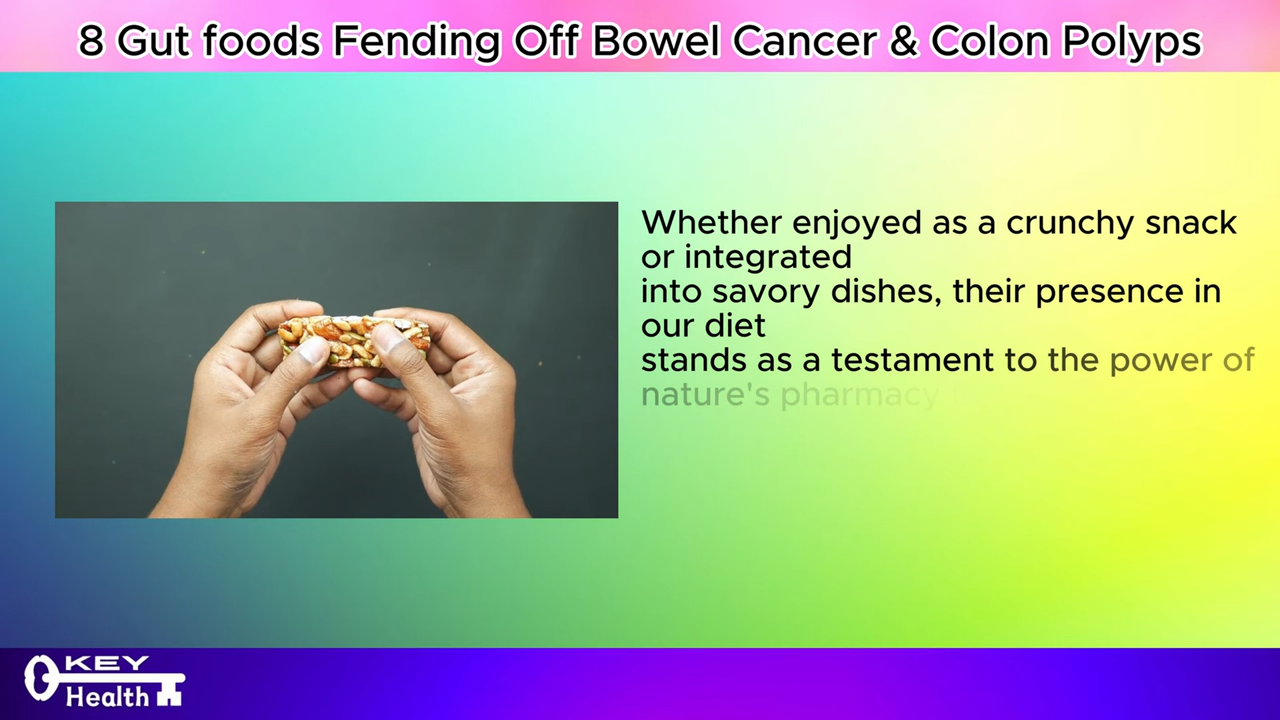 8 Gut foods Fending Off Bowel Cancer & Colon Polyps
Whether enjoyed as a crunchy snack
or integrated
into savory dishes, their presence in
our diet
stands as a testament to the power of
nature's pharmacy
KEY
Health